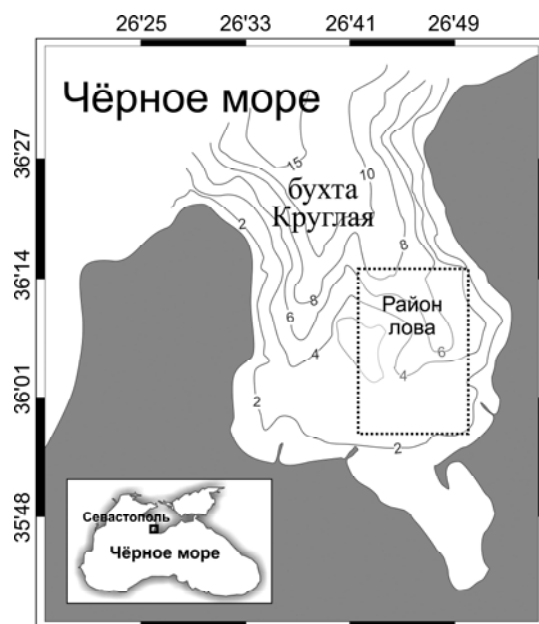 26'25
26'33
26'41
26'49
Чёрное море
36'27
15
10
бухта
Круглая
2
8
36'14
8
Район
лова
6
6
4
4
36'01
2
2
35'48
Севастополь
Чёрное море